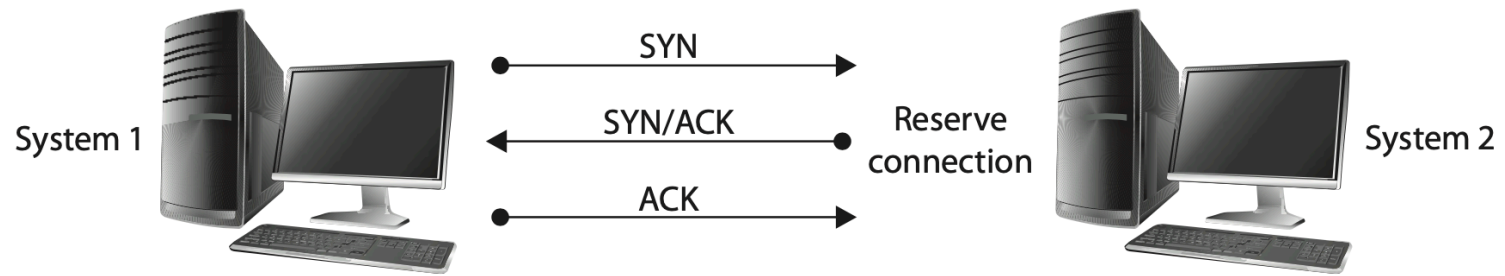 SYN
System 1
SYN/ACK
Reserve
connection
System 2
ACK